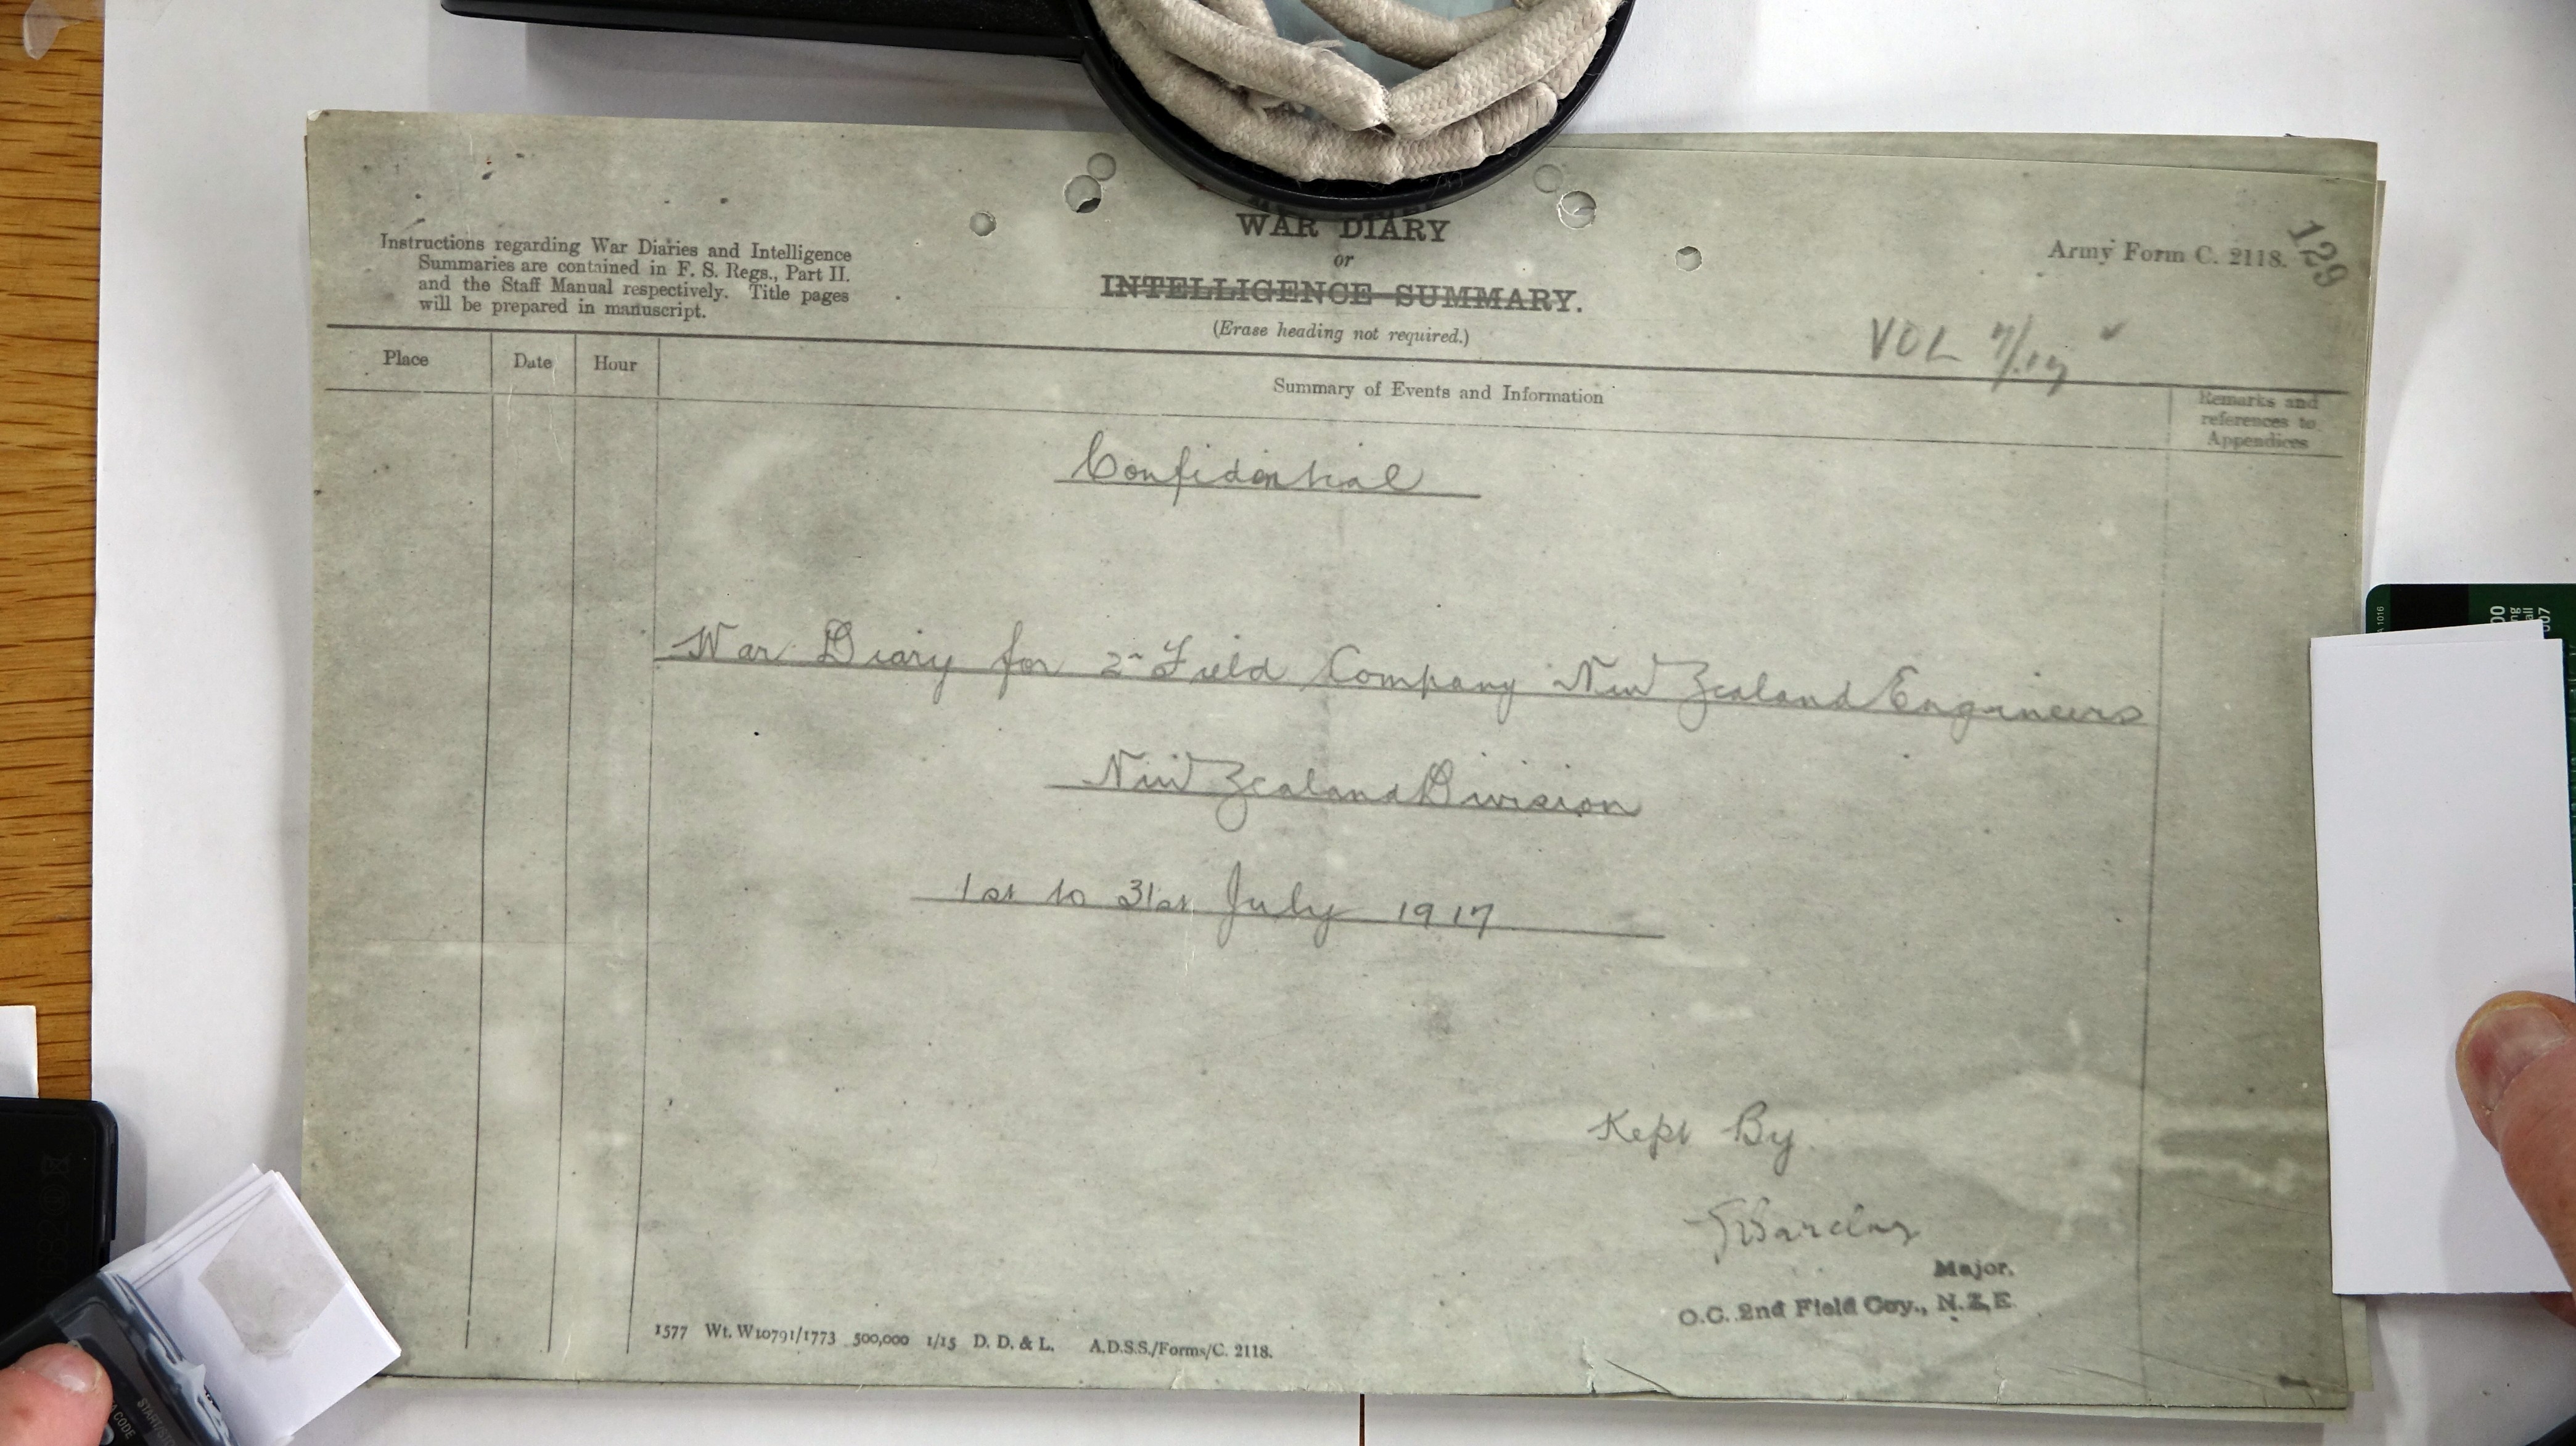 WAR DIARY
or
INTELLIGENCE SUMMARY.
(Erase heading not required.)
Instructions regarding War Diaries and Intelligence
Summaries are contained in F. S. Regs., Part II.
and the Staff Manual respectively. Title pages
will be prepared in manuscript.
Army Form C. 2118.
129
VOL 7/17
Place
Date
Hour
Summary of Events and Information
Remarks and
references to
Appendices
Confidential
War Diary for 2nd Field Company New Zealand Engineers
New Zealand Division
1st to 31st July 1917
Kept By
Barclay
Major.
O.C. 2nd Field Coy., N.Z.E
1577 Wt. W10791/1773 500,000 1/15 D. D. & L. A.D.S.S./Forms/C. 2118.